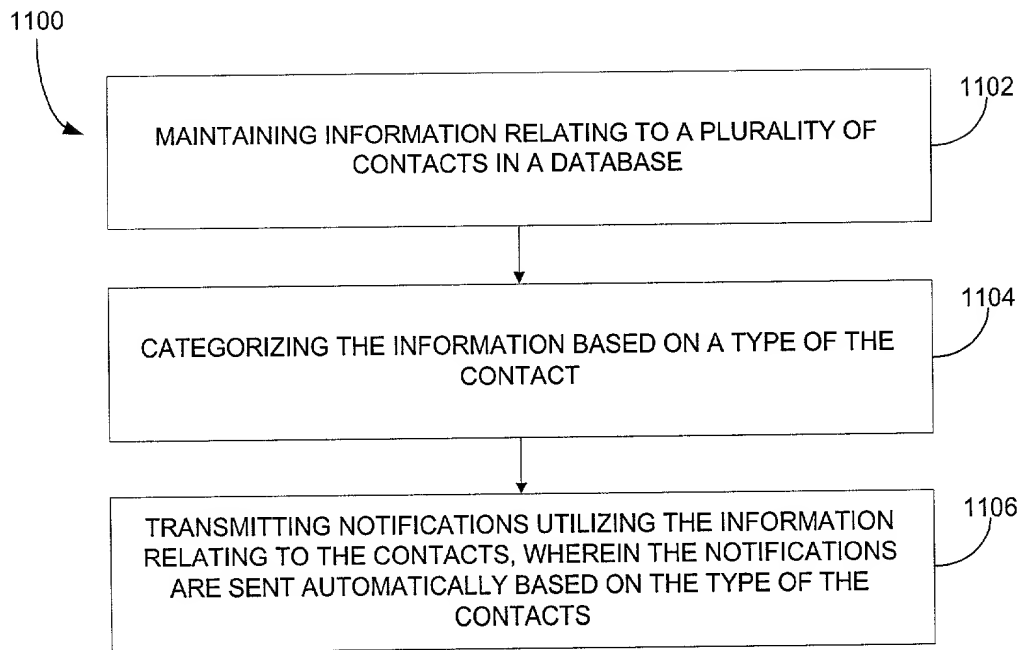 1100
1102
MAINTAINING INFORMATION RELATING TO A PLURALITY OF
CONTACTS IN A DATABASE
1104
CATEGORIZING THE INFORMATION BASED ON A TYPE OF THE
CONTACT
1106
TRANSMITTING NOTIFICATIONS UTILIZING THE INFORMATION
RELATING TO THE CONTACTS, WHEREIN THE NOTIFICATIONS
ARE SENT AUTOMATICALLY BASED ON THE TYPE OF THE
CONTACTS